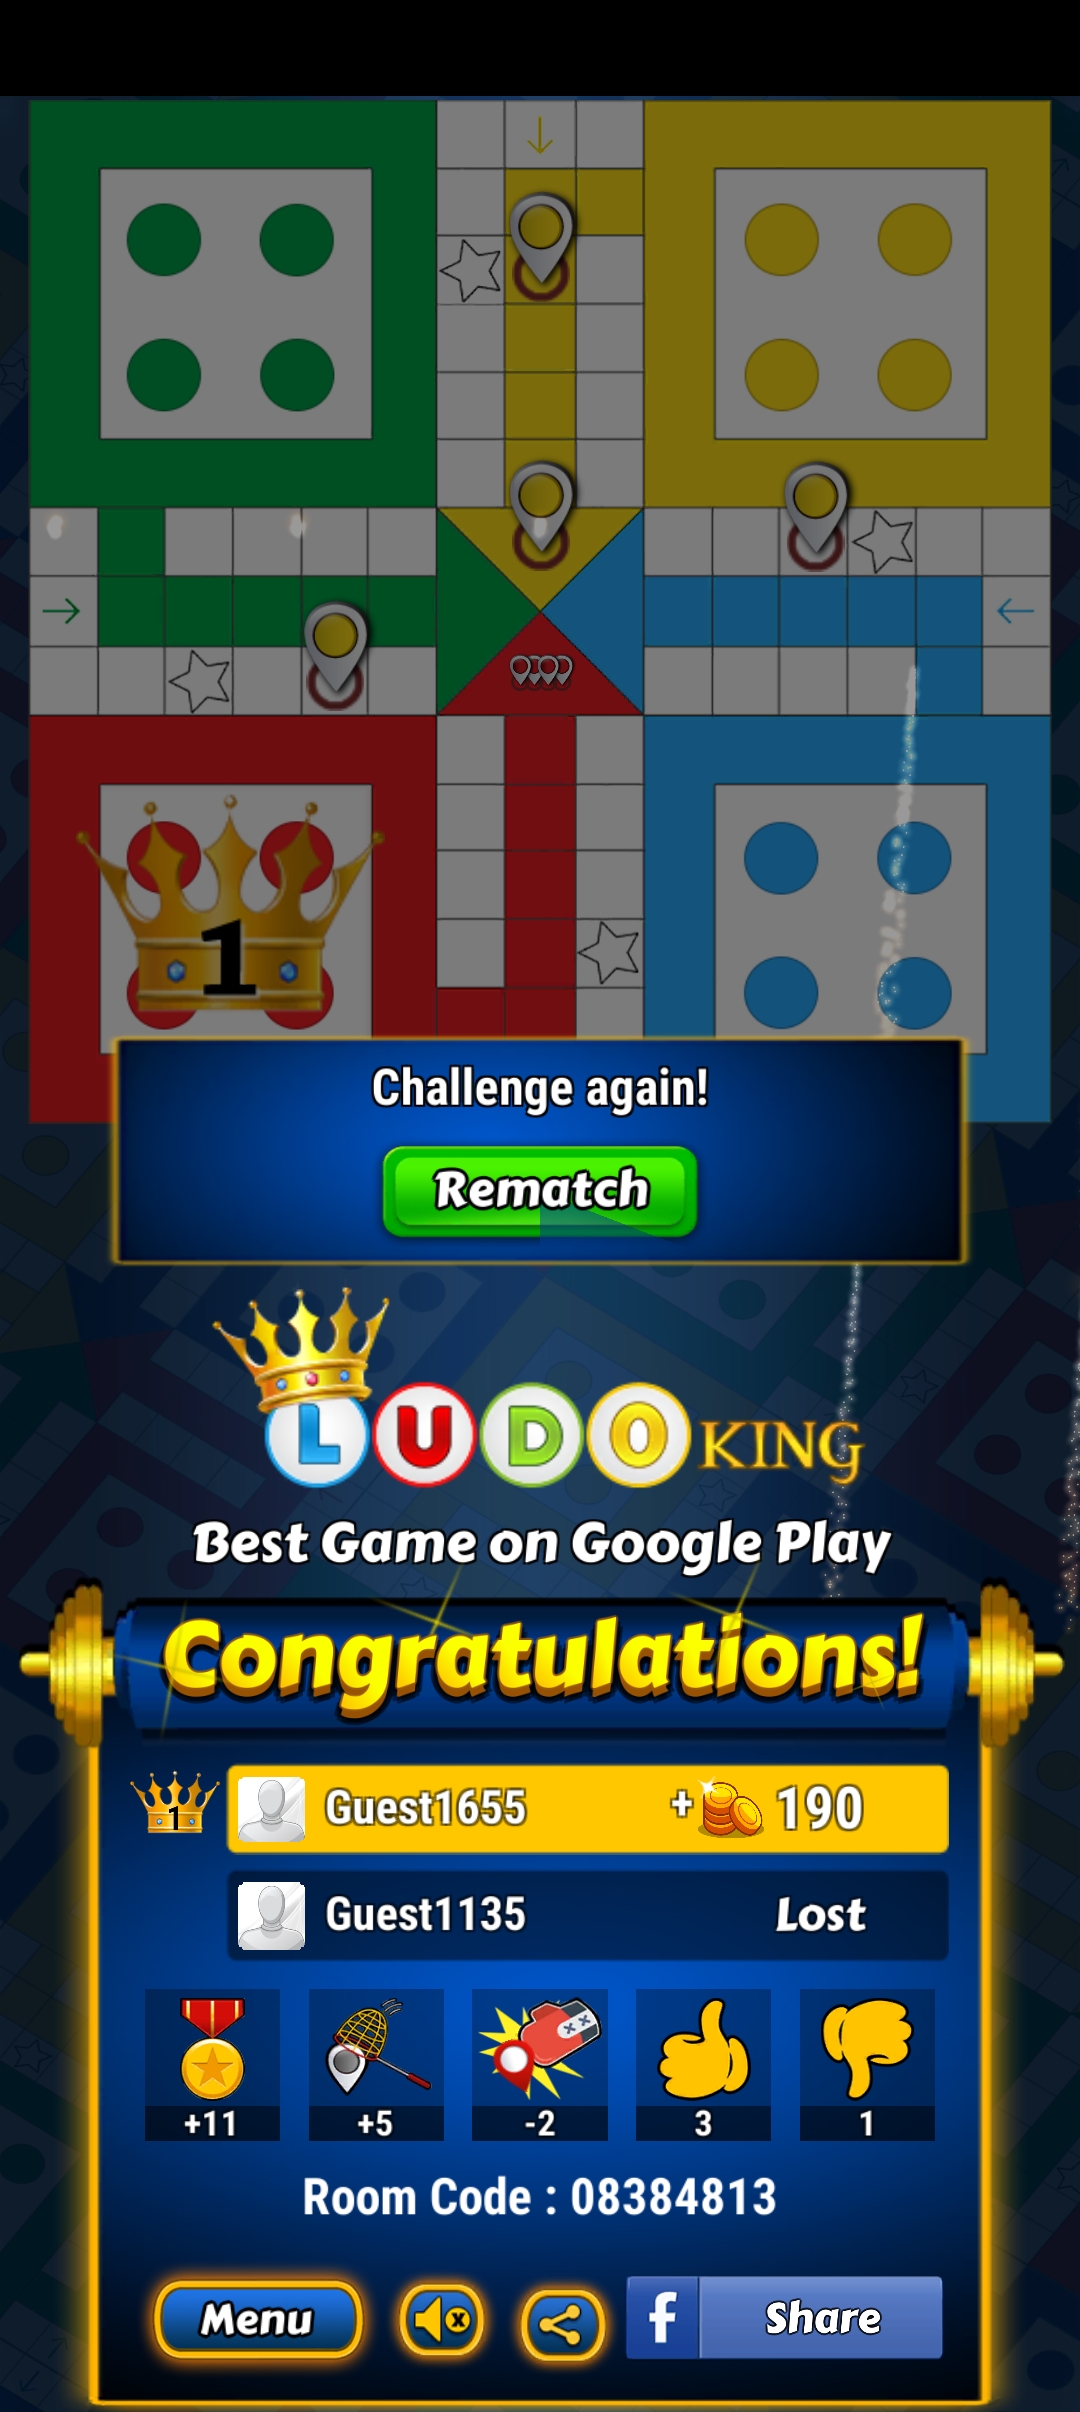 1
Challenge again!
Rematch
LUDO KING
Best Game on Google Play
Congratulations!
1 Guest1655 + 190
Guest1135 Lost
+11 +5 -2 3 1
Room Code : 08384813
Menu x f Share